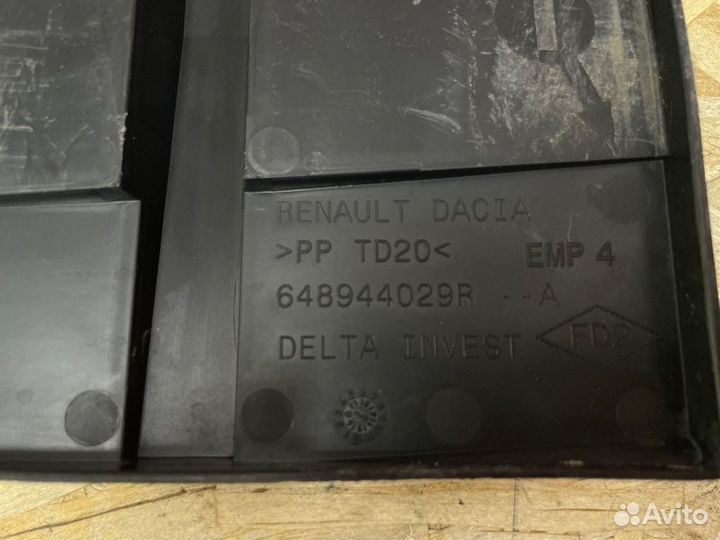 RENAULT DACIA
>PP TD20< EMP 4
648944029R --A
DELTA INVEST FD2
Avito